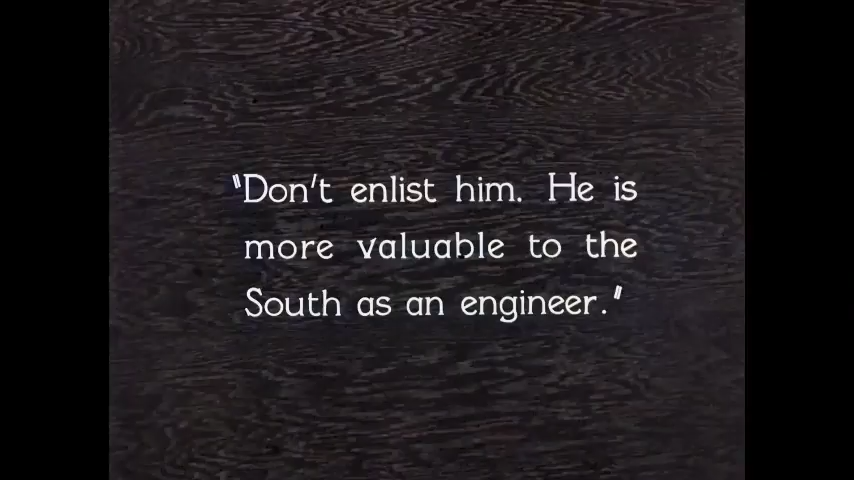 "Don't enlist him. He is
more valuable to the
South as an engineer."